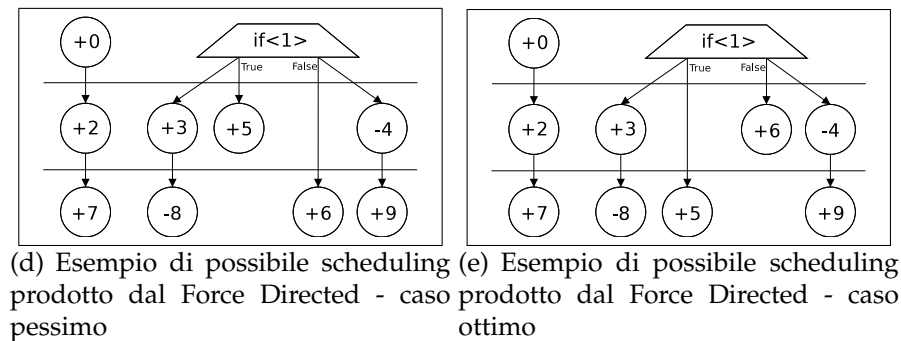 +0 if<1>
True False
+2 +3 +5 -4
+7 -8 +6 +9
+0 if<1>
True False
+2 +3 +6 -4
+7 -8 +5 +9
(d) Esempio di possibile scheduling
prodotto dal Force Directed - caso
pessimo
(e) Esempio di possibile scheduling
prodotto dal Force Directed - caso
ottimo